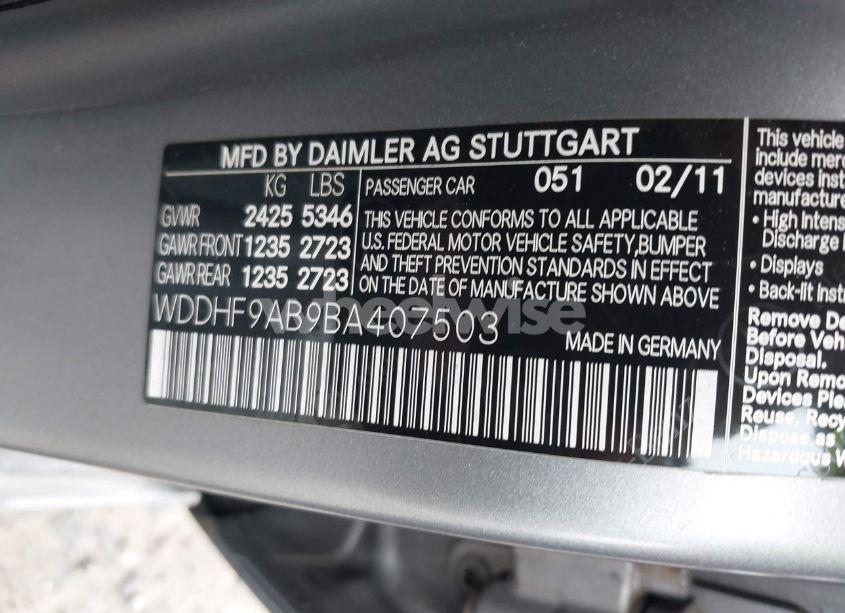 MFD BY DAIMLER AG STUTTGART
KG LBS
GVWR 2425 5346
GAWR FRONT 1235 2723
GAWR REAR 1235 2723
PASSENGER CAR 051 02/11
THIS VEHICLE CONFORMS TO ALL APPLICABLE
U.S. FEDERAL MOTOR VEHICLE SAFETY,BUMPER
AND THEFT PREVENTION STANDARDS IN EFFECT
ON THE DATE OF MANUFACTURE SHOWN ABOVE
WDDHF9AB9BA407503
wheelwise
MADE IN GERMANY
This vehicle
include merc
devices inst
manufacture
• High Intens
Discharge
• Displays
• Back-lit Inst
Remove De
Before Veh
Disposal.
Upon Remo
Devices Ple
Reuse, Recy
Dispose as
Hazardous W